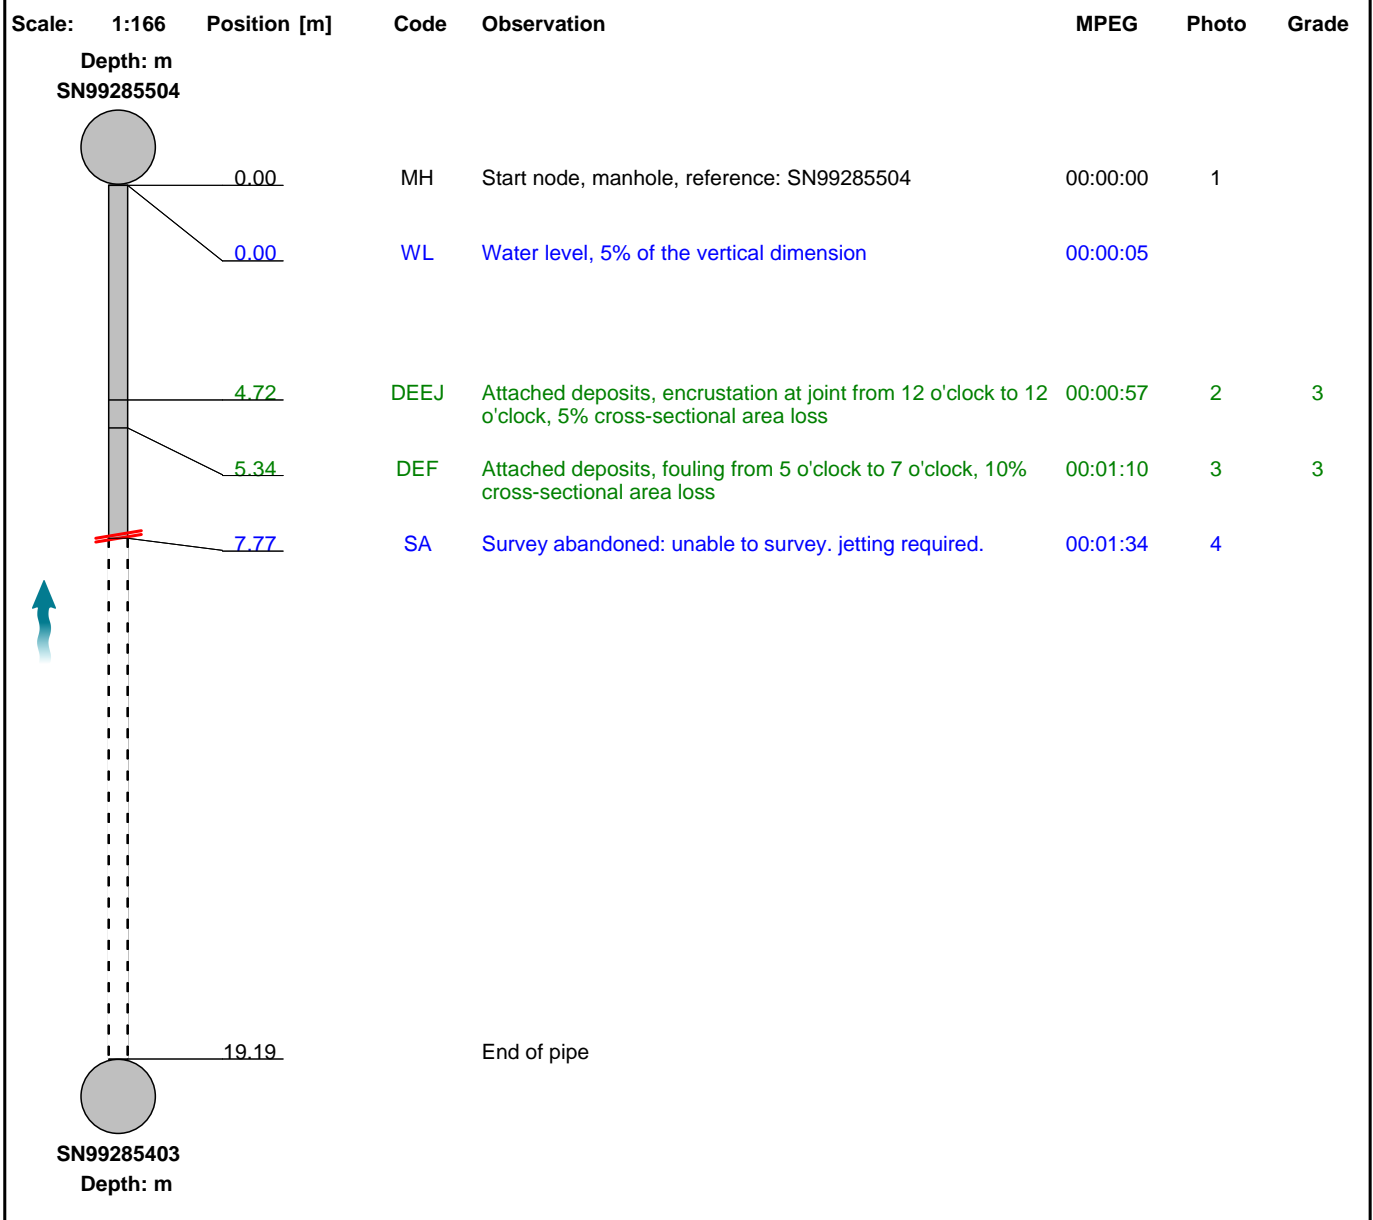 Scale: 1:166 Position [m] Code Observation MPEG Photo Grade
Depth: m
SN99285504
0.00 MH Start node, manhole, reference: SN99285504 00:00:00 1
0.00 WL Water level, 5% of the vertical dimension 00:00:05
4.72 DEEJ Attached deposits, encrustation at joint from 12 o'clock to 12 00:00:57 2 3
o'clock, 5% cross-sectional area loss
5.34 DEF Attached deposits, fouling from 5 o'clock to 7 o'clock, 10% 00:01:10 3 3
cross-sectional area loss
7.77 SA Survey abandoned: unable to survey. jetting required. 00:01:34 4
19.19 End of pipe
SN99285403
Depth: m